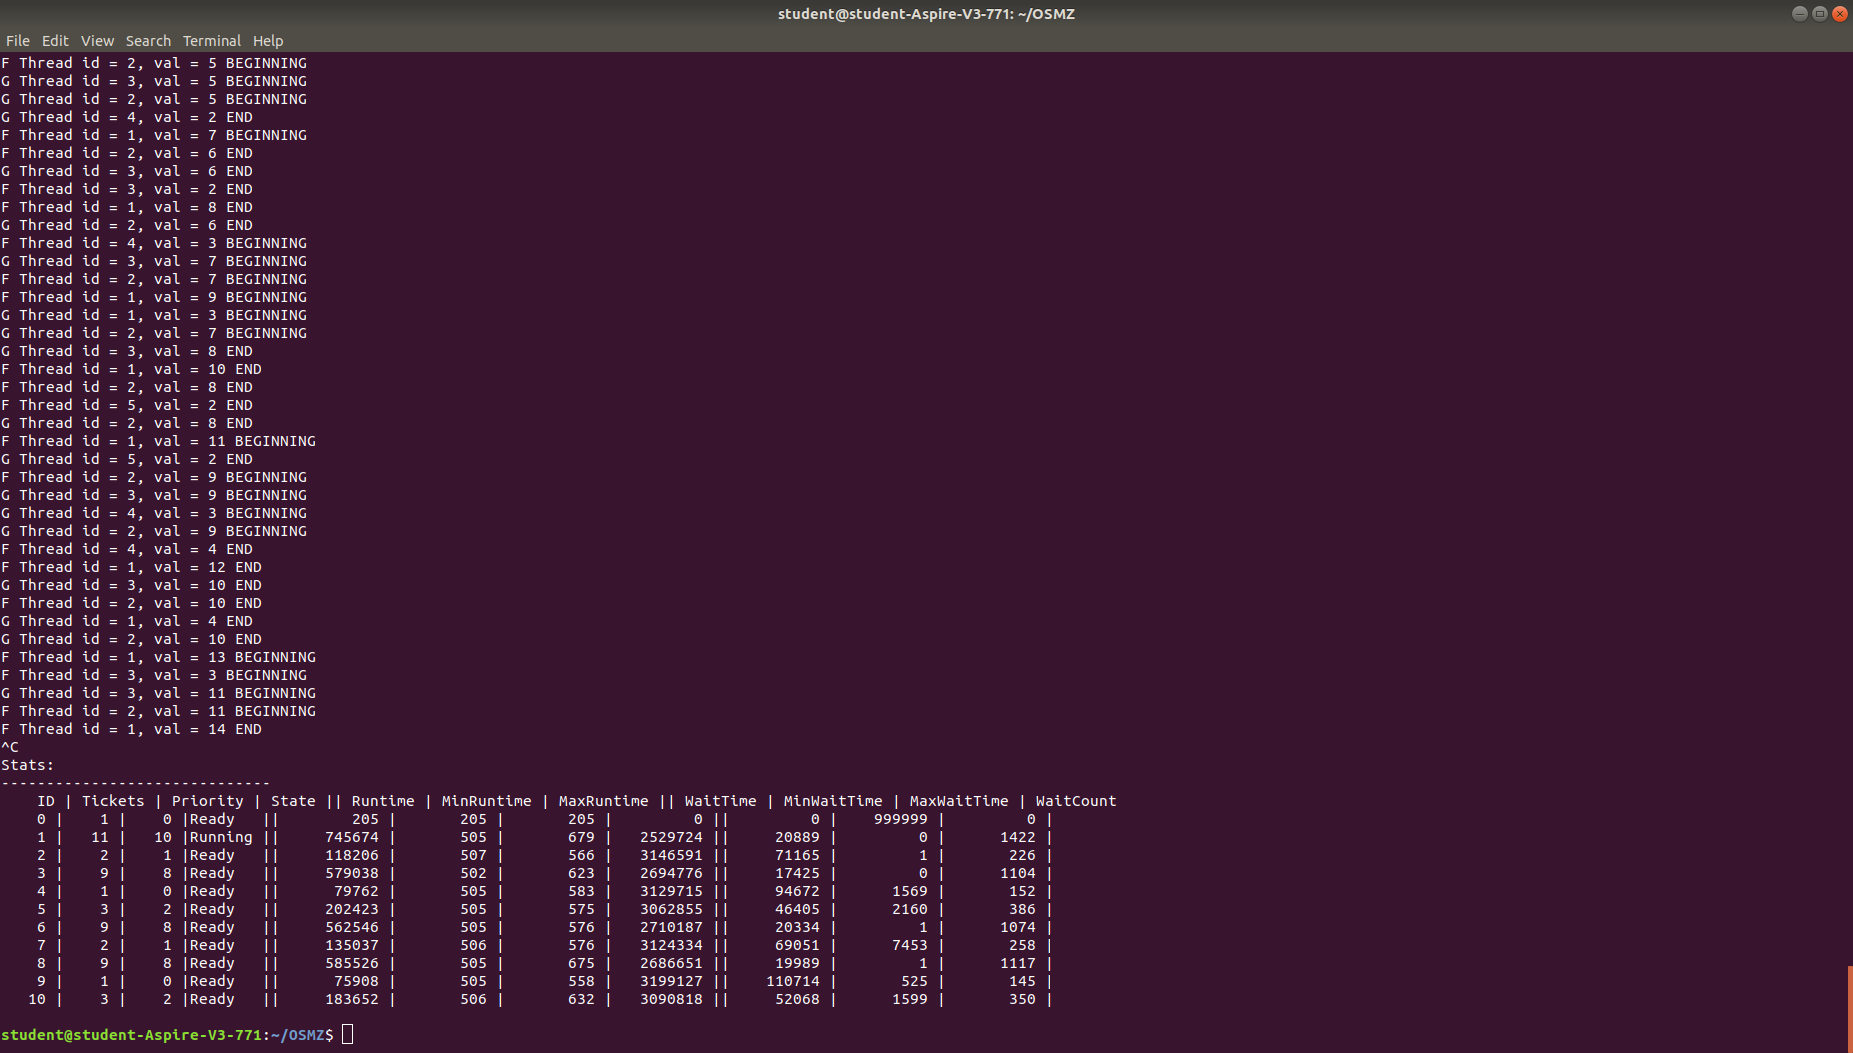 student@student-Aspire-V3-771: ~/OSMZ
File Edit View Search Terminal Help
F Thread id = 2, val = 5 BEGINNING
G Thread id = 3, val = 5 BEGINNING
G Thread id = 2, val = 5 BEGINNING
G Thread id = 4, val = 2 END
F Thread id = 1, val = 7 BEGINNING
F Thread id = 2, val = 6 END
G Thread id = 3, val = 6 END
F Thread id = 3, val = 2 END
F Thread id = 1, val = 8 END
G Thread id = 2, val = 6 END
F Thread id = 4, val = 3 BEGINNING
G Thread id = 3, val = 7 BEGINNING
F Thread id = 2, val = 7 BEGINNING
F Thread id = 1, val = 9 BEGINNING
G Thread id = 1, val = 3 BEGINNING
G Thread id = 2, val = 7 BEGINNING
G Thread id = 3, val = 8 END
F Thread id = 1, val = 10 END
F Thread id = 2, val = 8 END
F Thread id = 5, val = 2 END
G Thread id = 2, val = 8 END
F Thread id = 1, val = 11 BEGINNING
G Thread id = 5, val = 2 END
F Thread id = 2, val = 9 BEGINNING
G Thread id = 3, val = 9 BEGINNING
G Thread id = 4, val = 3 BEGINNING
G Thread id = 2, val = 9 BEGINNING
F Thread id = 4, val = 4 END
F Thread id = 1, val = 12 END
G Thread id = 3, val = 10 END
F Thread id = 2, val = 10 END
G Thread id = 1, val = 4 END
G Thread id = 2, val = 10 END
F Thread id = 1, val = 13 BEGINNING
F Thread id = 3, val = 3 BEGINNING
G Thread id = 3, val = 11 BEGINNING
F Thread id = 2, val = 11 BEGINNING
F Thread id = 1, val = 14 END
^C
Stats:
------------------------------
    ID | Tickets | Priority | State || Runtime | MinRuntime | MaxRuntime || WaitTime | MinWaitTime | MaxWaitTime | WaitCount
     0 |    1 |    0 |Ready   ||        205 |       205 |       205 |         0 ||         0 |    999999 |         0 |
     1 |   11 |   10 |Running ||     745674 |       505 |       679 |   2529724 ||     20889 |         0 |      1422 |
     2 |    2 |    1 |Ready   ||     118206 |       507 |       566 |   3146591 ||     71165 |         1 |       226 |
     3 |    9 |    8 |Ready   ||     579038 |       502 |       623 |   2694776 ||     17425 |         0 |      1104 |
     4 |    1 |    0 |Ready   ||      79762 |       505 |       583 |   3129715 ||     94672 |      1569 |       152 |
     5 |    3 |    2 |Ready   ||     202423 |       505 |       575 |   3062855 ||     46405 |      2160 |       386 |
     6 |    9 |    8 |Ready   ||     562546 |       505 |       576 |   2710187 ||     20334 |         1 |      1074 |
     7 |    2 |    1 |Ready   ||     135037 |       506 |       576 |   3124334 ||     69051 |      7453 |       258 |
     8 |    9 |    8 |Ready   ||     585526 |       505 |       675 |   2686651 ||     19989 |         1 |      1117 |
     9 |    1 |    0 |Ready   ||      75908 |       505 |       558 |   3199127 ||    110714 |       525 |       145 |
    10 |    3 |    2 |Ready   ||     183652 |       506 |       632 |   3090818 ||     52068 |      1599 |       350 |
student@student-Aspire-V3-771:~/OSMZ$